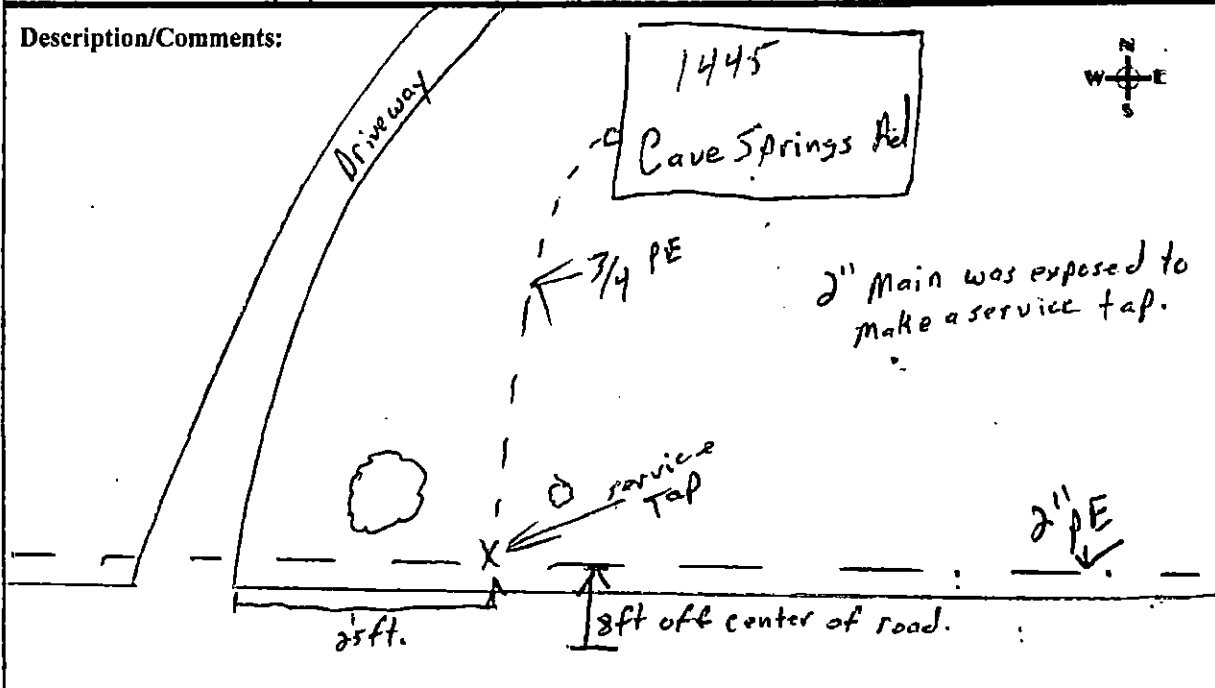 Description/Comments:
N
W E
S
1445
Cave Springs Rd
Driveway
3/4 PE
2" Main was exposed to
make a service tap.
service
Tap
X
2" PE
25ft.
8ft off center of road.